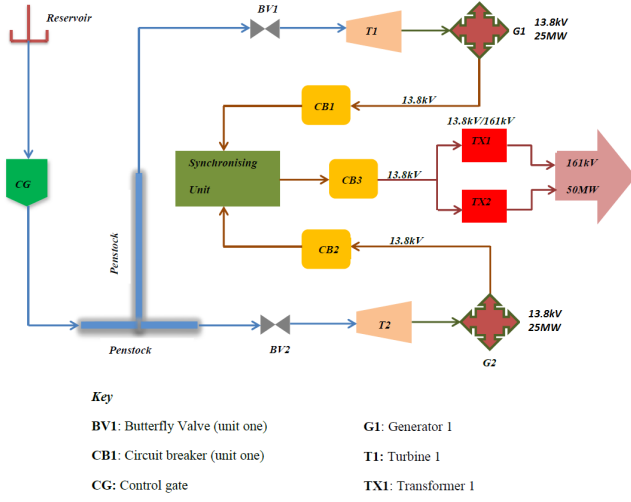 Reservoir
BV1
T1
G1
13.8kV
25MW
CB1
13.8kV
13.8kV/161kV
CG
Synchronising
Unit
CB3
13.8kV
TX1
TX2
161kV
50MW
Penstock
CB2
13.8kV
Penstock
BV2
T2
G2
13.8kV
25MW
Key
BV1: Butterfly Valve (unit one)
G1: Generator 1
CB1: Circuit breaker (unit one)
T1: Turbine 1
CG: Control gate
TX1: Transformer 1